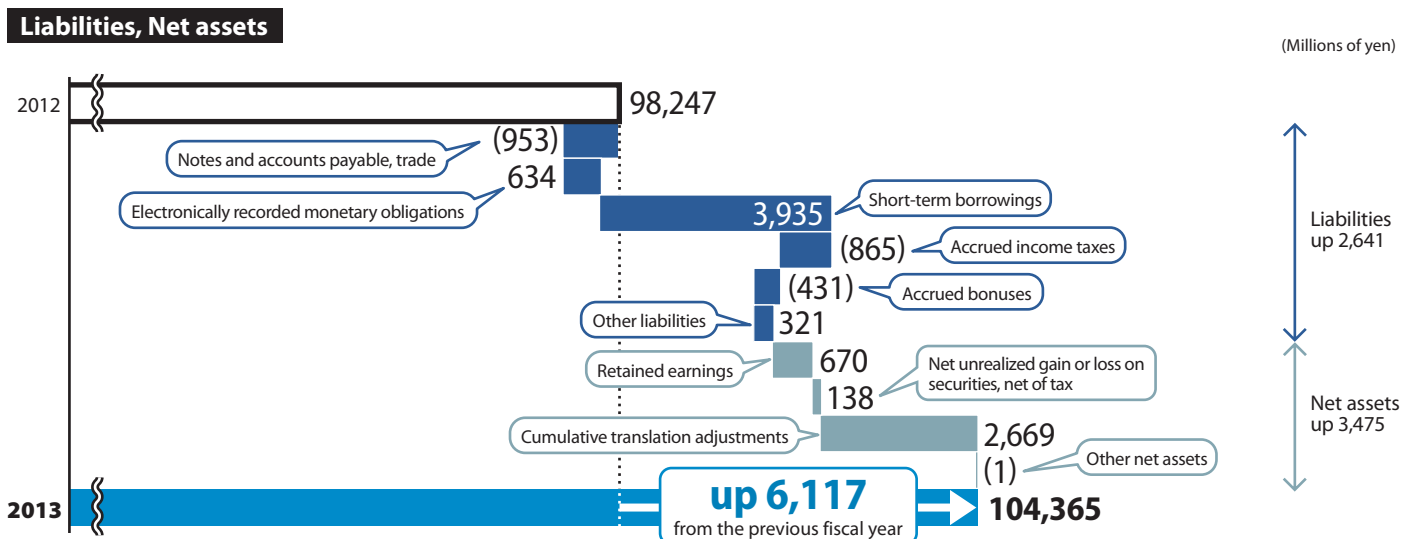 Liabilities, Net assets
(Millions of yen)
2012
98,247
Notes and accounts payable, trade
(953)
Electronically recorded monetary obligations
634
3,935
Short-term borrowings
(865)
Accrued income taxes
(431)
Accrued bonuses
Other liabilities
321
Liabilities
up 2,641
Retained earnings
670
138
Net unrealized gain or loss on
securities, net of tax
Cumulative translation adjustments
2,669
(1)
Other net assets
Net assets
up 3,475
2013
up 6,117
from the previous fiscal year
104,365